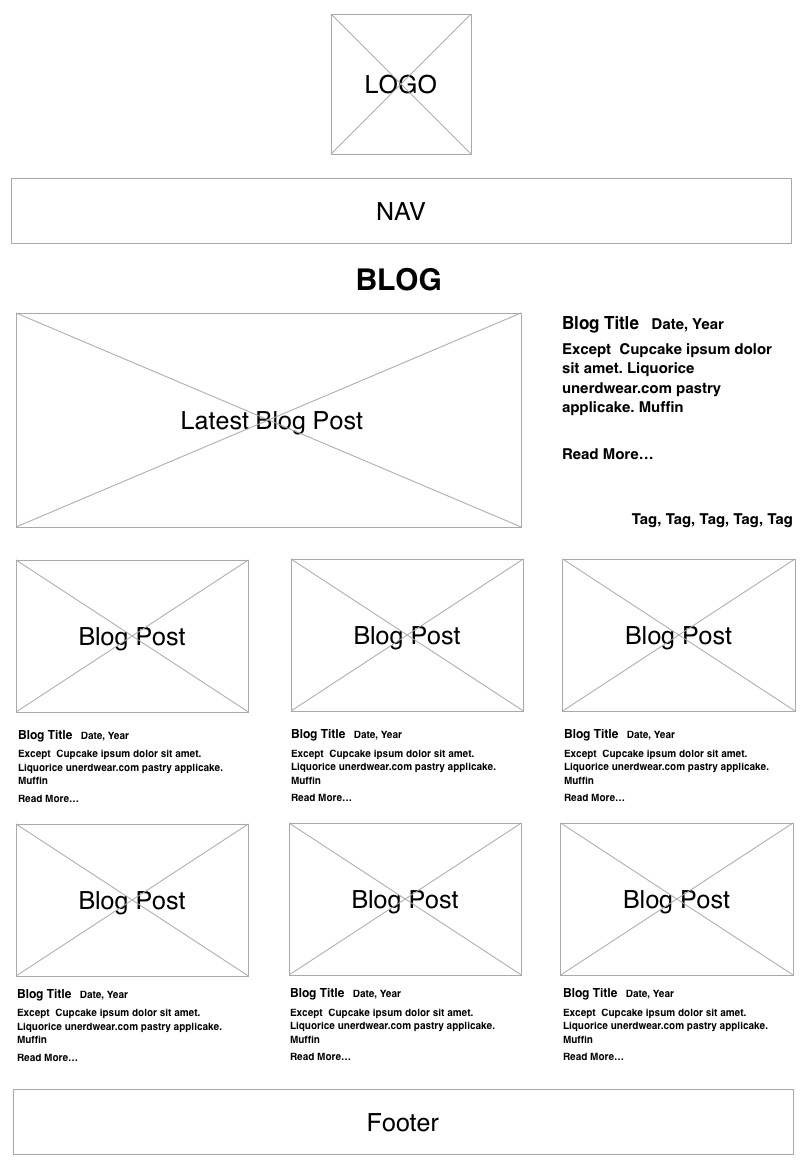 LOGO
NAV
BLOG
Latest Blog Post
Blog Title Date, Year
Except Cupcake ipsum dolor
sit amet. Liquorice
unerdwear.com pastry
applicake. Muffin
Read More...
Tag, Tag, Tag, Tag, Tag
Blog Post
Blog Title Date, Year
Except Cupcake ipsum dolor sit amet.
Liquorice unerdwear.com pastry applicake.
Muffin
Read More...
Blog Post
Blog Title Date, Year
Except Cupcake ipsum dolor sit amet.
Liquorice unerdwear.com pastry applicake.
Muffin
Read More...
Blog Post
Blog Title Date, Year
Except Cupcake ipsum dolor sit amet.
Liquorice unerdwear.com pastry applicake.
Muffin
Read More...
Blog Post
Blog Title Date, Year
Except Cupcake ipsum dolor sit amet.
Liquorice unerdwear.com pastry applicake.
Muffin
Read More...
Blog Post
Blog Title Date, Year
Except Cupcake ipsum dolor sit amet.
Liquorice unerdwear.com pastry applicake.
Muffin
Read More...
Blog Post
Blog Title Date, Year
Except Cupcake ipsum dolor sit amet.
Liquorice unerdwear.com pastry applicake.
Muffin
Read More...
Footer